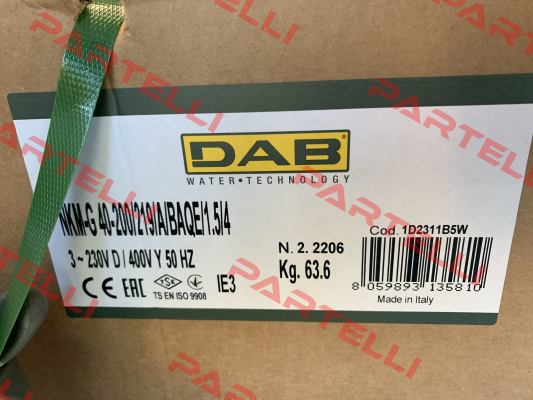 PARTELLI
DAB
WATER•TECHNOLOGY
NKM-G 40-200/219/A/BAQE/1.5/4
3 ~ 230V D / 400V Y 50 HZ
CE EAC TSE IE3
TS EN ISO 9908
N. 2. 2206
Kg. 63.6
Cod. 1D2311B5W
8 059893 135810
Made in Italy
PARTELLI
PARTELLI
PARTELLI
PARTELLI